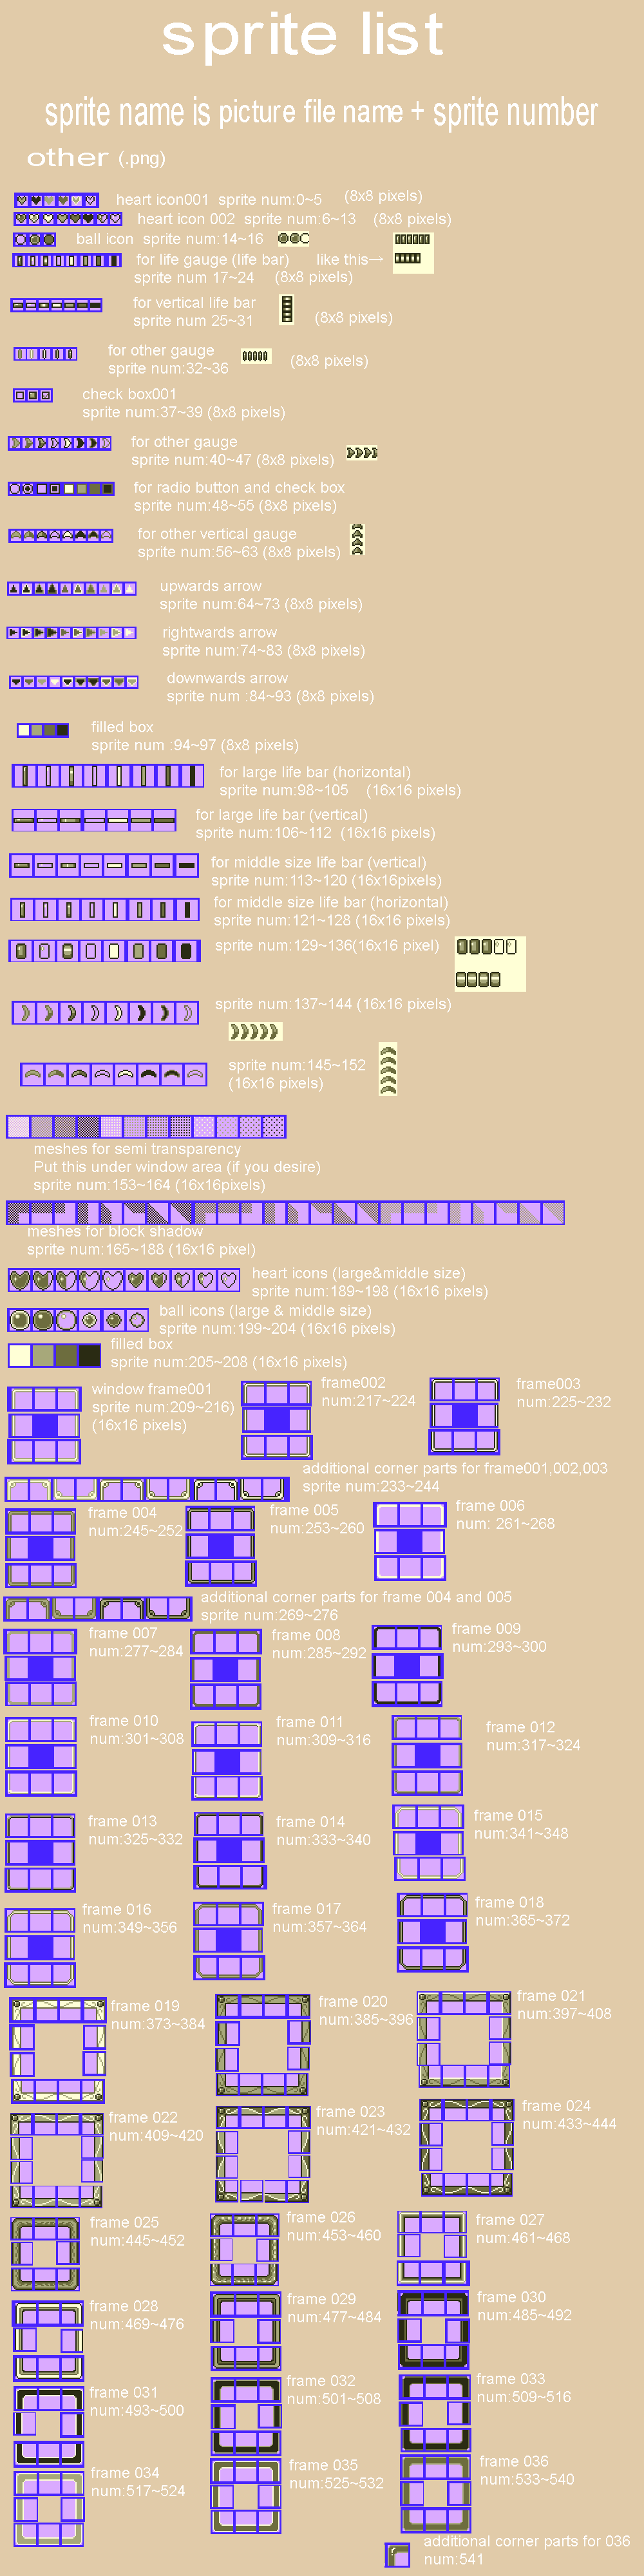 sprite list
sprite name is picture file name + sprite number
other (.png)
heart icon001 sprite num:0~5 (8x8 pixels)
heart icon 002 sprite num:6~13 (8x8 pixels)
ball icon sprite num:14~16
for life gauge (life bar) like this→
sprite num 17~24 (8x8 pixels)
for vertical life bar
sprite num 25~31 (8x8 pixels)
for other gauge
sprite num:32~36 (8x8 pixels)
check box001
sprite num:37~39 (8x8 pixels)
for other gauge
sprite num:40~47 (8x8 pixels)
for radio button and check box
sprite num:48~55 (8x8 pixels)
for other vertical gauge
sprite num:56~63 (8x8 pixels)
upwards arrow
sprite num:64~73 (8x8 pixels)
rightwards arrow
sprite num:74~83 (8x8 pixels)
downwards arrow
sprite num :84~93 (8x8 pixels)
filled box
sprite num :94~97 (8x8 pixels)
for large life bar (horizontal)
sprite num:98~105 (16x16 pixels)
for large life bar (vertical)
sprite num:106~112 (16x16 pixels)
for middle size life bar (vertical)
sprite num:113~120 (16x16pixels)
for middle size life bar (horizontal)
sprite num:121~128 (16x16 pixels)
sprite num:129~136(16x16 pixel)
sprite num:137~144 (16x16 pixels)
sprite num:145~152
(16x16 pixels)
meshes for semi transparency
Put this under window area (if you desire)
sprite num:153~164 (16x16pixels)
meshes for block shadow
sprite num:165~188 (16x16 pixel)
heart icons (large&middle size)
sprite num:189~198 (16x16 pixels)
ball icons (large & middle size)
sprite num:199~204 (16x16 pixels)
filled box
sprite num:205~208 (16x16 pixels)
window frame001
sprite num:209~216)
(16x16 pixels)
frame002
num:217~224
frame003
num:225~232
additional corner parts for frame001,002,003
sprite num:233~244
frame 004
num:245~252
frame 005
num:253~260
frame 006
num: 261~268
additional corner parts for frame 004 and 005
sprite num:269~276
frame 007
num:277~284
frame 008
num:285~292
frame 009
num:293~300
frame 010
num:301~308
frame 011
num:309~316
frame 012
num:317~324
frame 013
num:325~332
frame 014
num:333~340
frame 015
num:341~348
frame 016
num:349~356
frame 017
num:357~364
frame 018
num:365~372
frame 019
num:373~384
frame 020
num:385~396
frame 021
num:397~408
frame 022
num:409~420
frame 023
num:421~432
frame 024
num:433~444
frame 025
num:445~452
frame 026
num:453~460
frame 027
num:461~468
frame 028
num:469~476
frame 029
num:477~484
frame 030
num:485~492
frame 031
num:493~500
frame 032
num:501~508
frame 033
num:509~516
frame 034
num:517~524
frame 035
num:525~532
frame 036
num:533~540
additional corner parts for 036
num:541